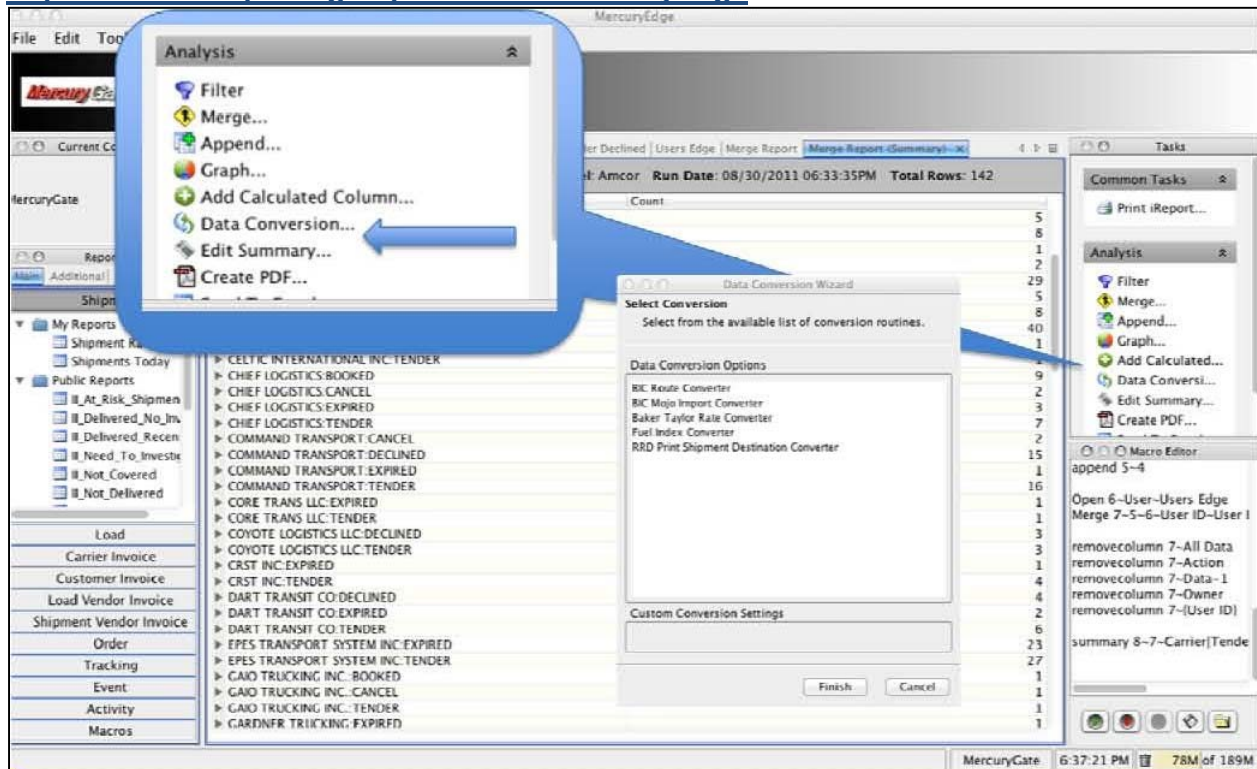 MercuryEdge
File Edit
Analysis
Filter
Merge...
Append...
Graph...
Add Calculated Column...
Data Conversion...
Edit Summary...
Create PDF...
Mercury
Current
MercuryGate
Main Additional
My Reports
Shipments Today
Public Reports
II_At_Risk_Shipmen
II_Delivered_No_Inv
II_Delivered_Recen
II_Need_To_Investig
II_Not_Covered
II_Not_Delivered
Load
Carrier Invoice
Customer Invoice
Load Vendor Invoice
Shipment Vendor Invoice
Order
Tracking
Event
Activity
Macros
Declined Users Edge Merge Report Merge Report (Summary)
Amcor Run Date: 08/30/2011 06:33:35PM Total Rows: 142
Count
5
8
1
2
29
5
8
40
1
CELTIC INTERNATIONAL INC:TENDER
CHIEF LOGISTICS:BOOKED 9
CHIEF LOGISTICS:CANCEL 2
CHIEF LOGISTICS:EXPIRED 3
CHIEF LOGISTICS:TENDER 7
COMMAND TRANSPORT:CANCEL 2
COMMAND TRANSPORT:DECLINED 15
COMMAND TRANSPORT:EXPIRED 1
COMMAND TRANSPORT:TENDER 16
CORE TRANS LLC:EXPIRED 1
CORE TRANS LLC:TENDER 1
COYOTE LOGISTICS LLC:DECLINED 3
COYOTE LOGISTICS LLC:TENDER 3
CRST INC:EXPIRED 1
CRST INC:TENDER 4
DART TRANSIT CO:DECLINED 4
DART TRANSIT CO:EXPIRED 2
DART TRANSIT CO:TENDER 6
EPES TRANSPORT SYSTEM INC:EXPIRED 23
EPES TRANSPORT SYSTEM INC:TENDER 27
GAIO TRUCKING INC.:BOOKED 1
GAIO TRUCKING INC.:CANCEL 1
GAIO TRUCKING INC.:TENDER 1
GARDNER TRUCKING:EXPIRED 1
Data Conversion Wizard
Select Conversion
Select from the available list of conversion routines.
Data Conversion Options
BIC Route Converter
BIC Mojo Import Converter
Baker Taylor Rate Converter
Fuel Index Converter
RRD Print Shipment Destination Converter
Custom Conversion Settings
Finish Cancel
Tasks
Common Tasks
Print iReport...
Analysis
Filter
Merge...
Append...
Graph...
Add Calculated...
Data Conversi...
Edit Summary...
Create PDF...
Macro Editor
append 5~4
Open 6~User~Users Edge
Merge 7~5~6~User ID~User I
removecolumn 7~All Data
removecolumn 7~Action
removecolumn 7~Data-1
removecolumn 7~Owner
removecolumn 7~(User ID)
summary 8~7~Carrier|Tende
MercuryGate 6:37:21 PM 78M of 189M